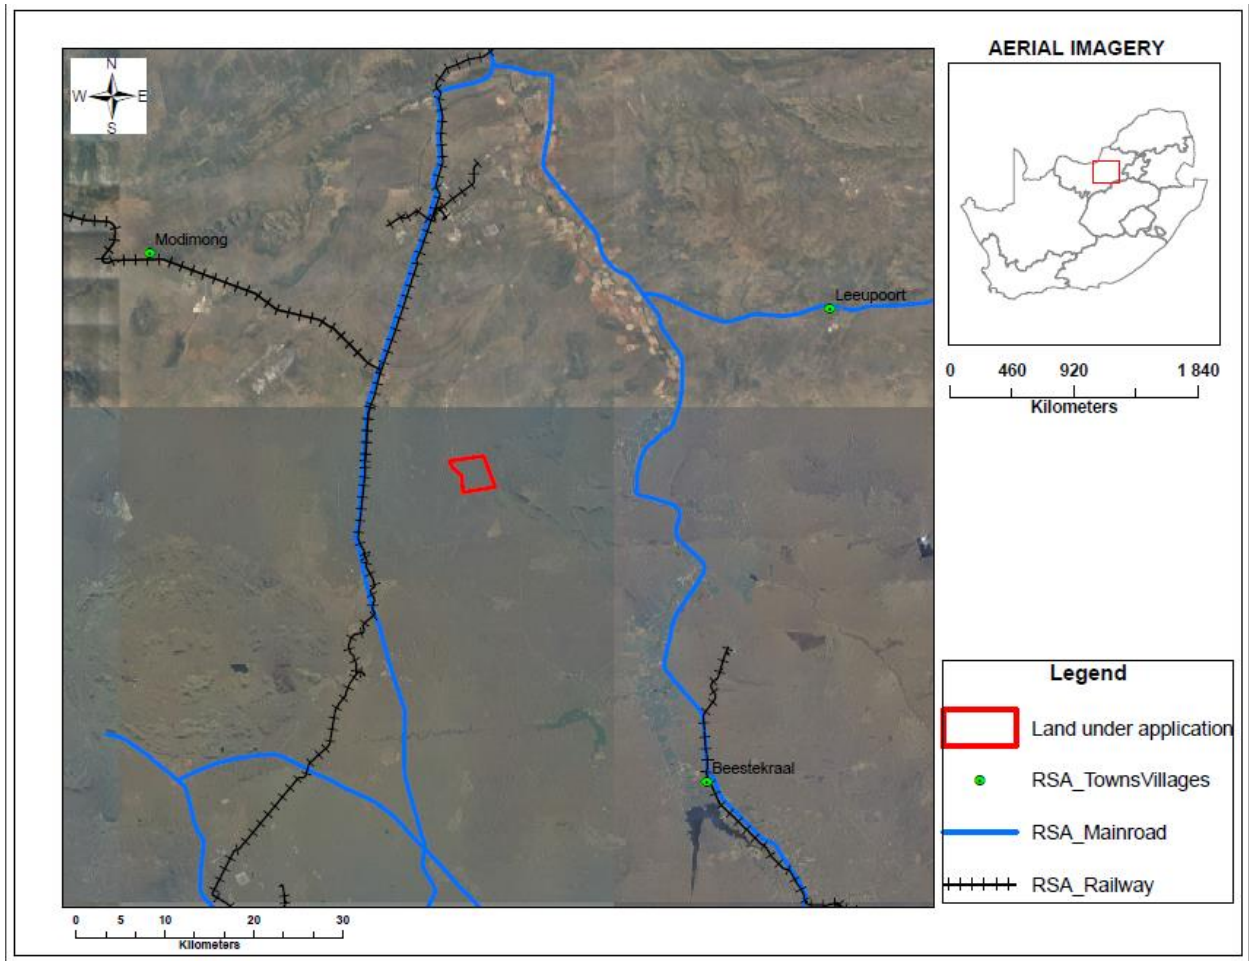 AERIAL IMAGERY
N
W E
S
Modimong
Leeupoort
0 460 920 1 840
Kilometers
Beestekraal
Legend
Land under application
RSA_TownsVillages
RSA_Mainroad
RSA_Railway
0 5 10 20 30
Kilometers